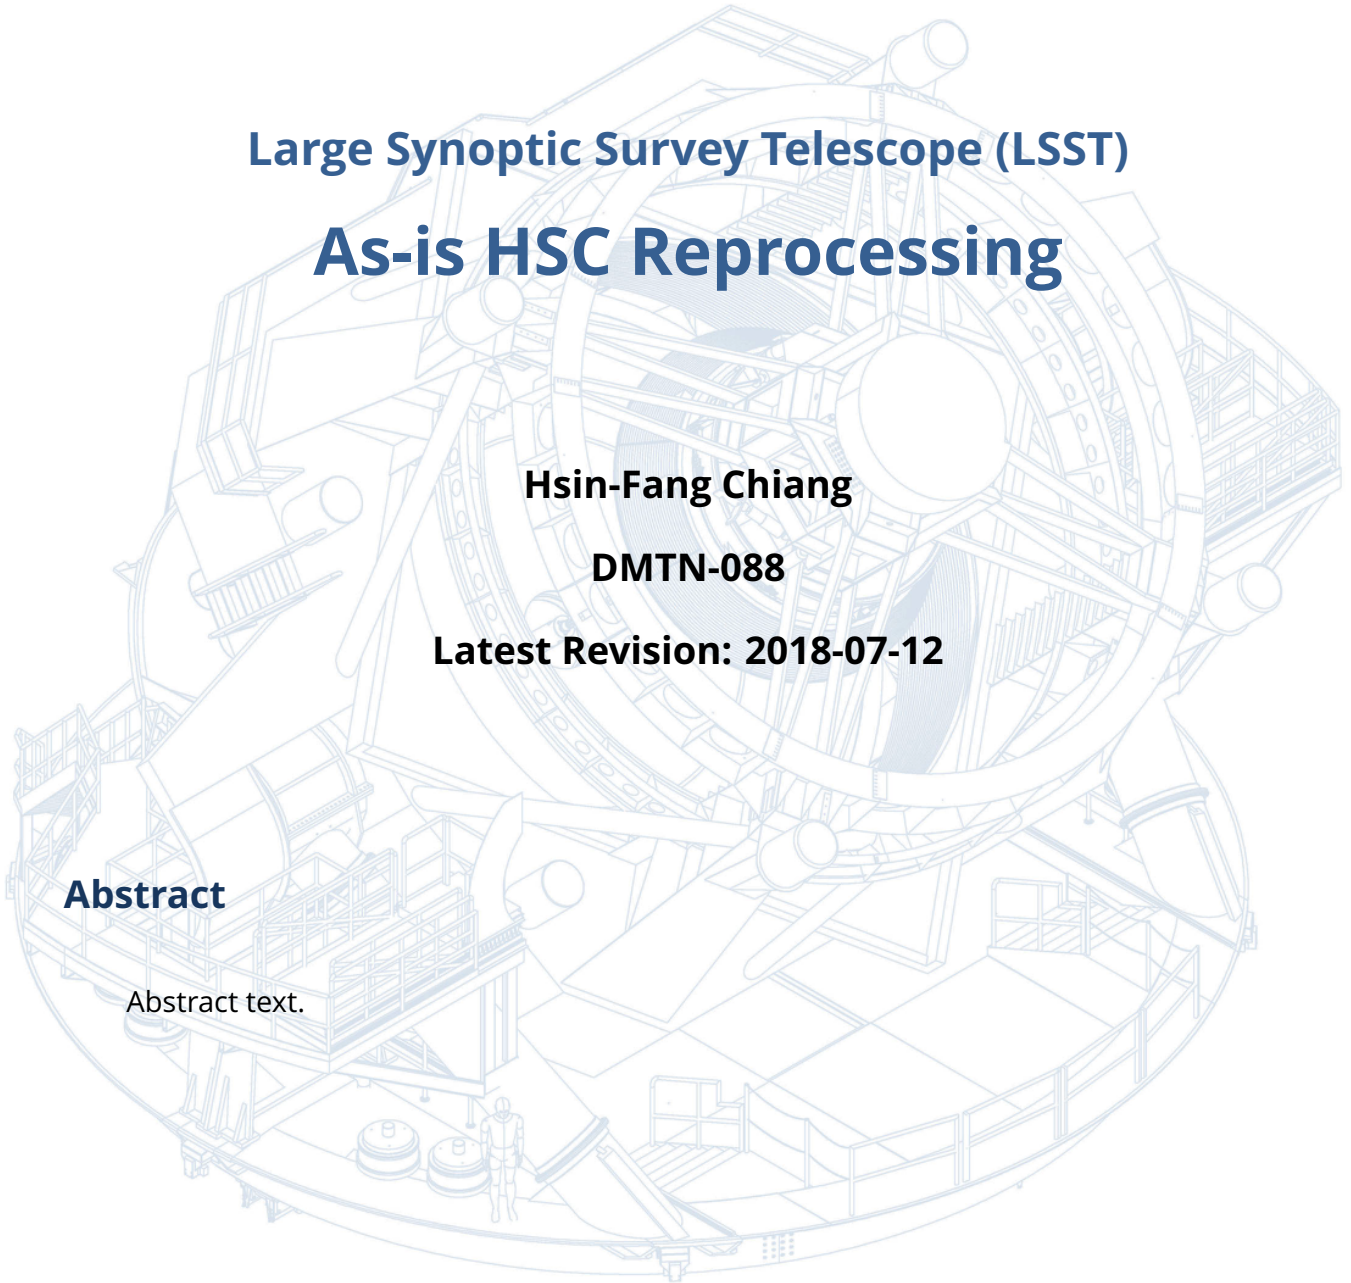 Large Synoptic Survey Telescope (LSST)
As-is HSC Reprocessing
Hsin-Fang Chiang
DMTN-088
Latest Revision: 2018-07-12
Abstract
Abstract text.